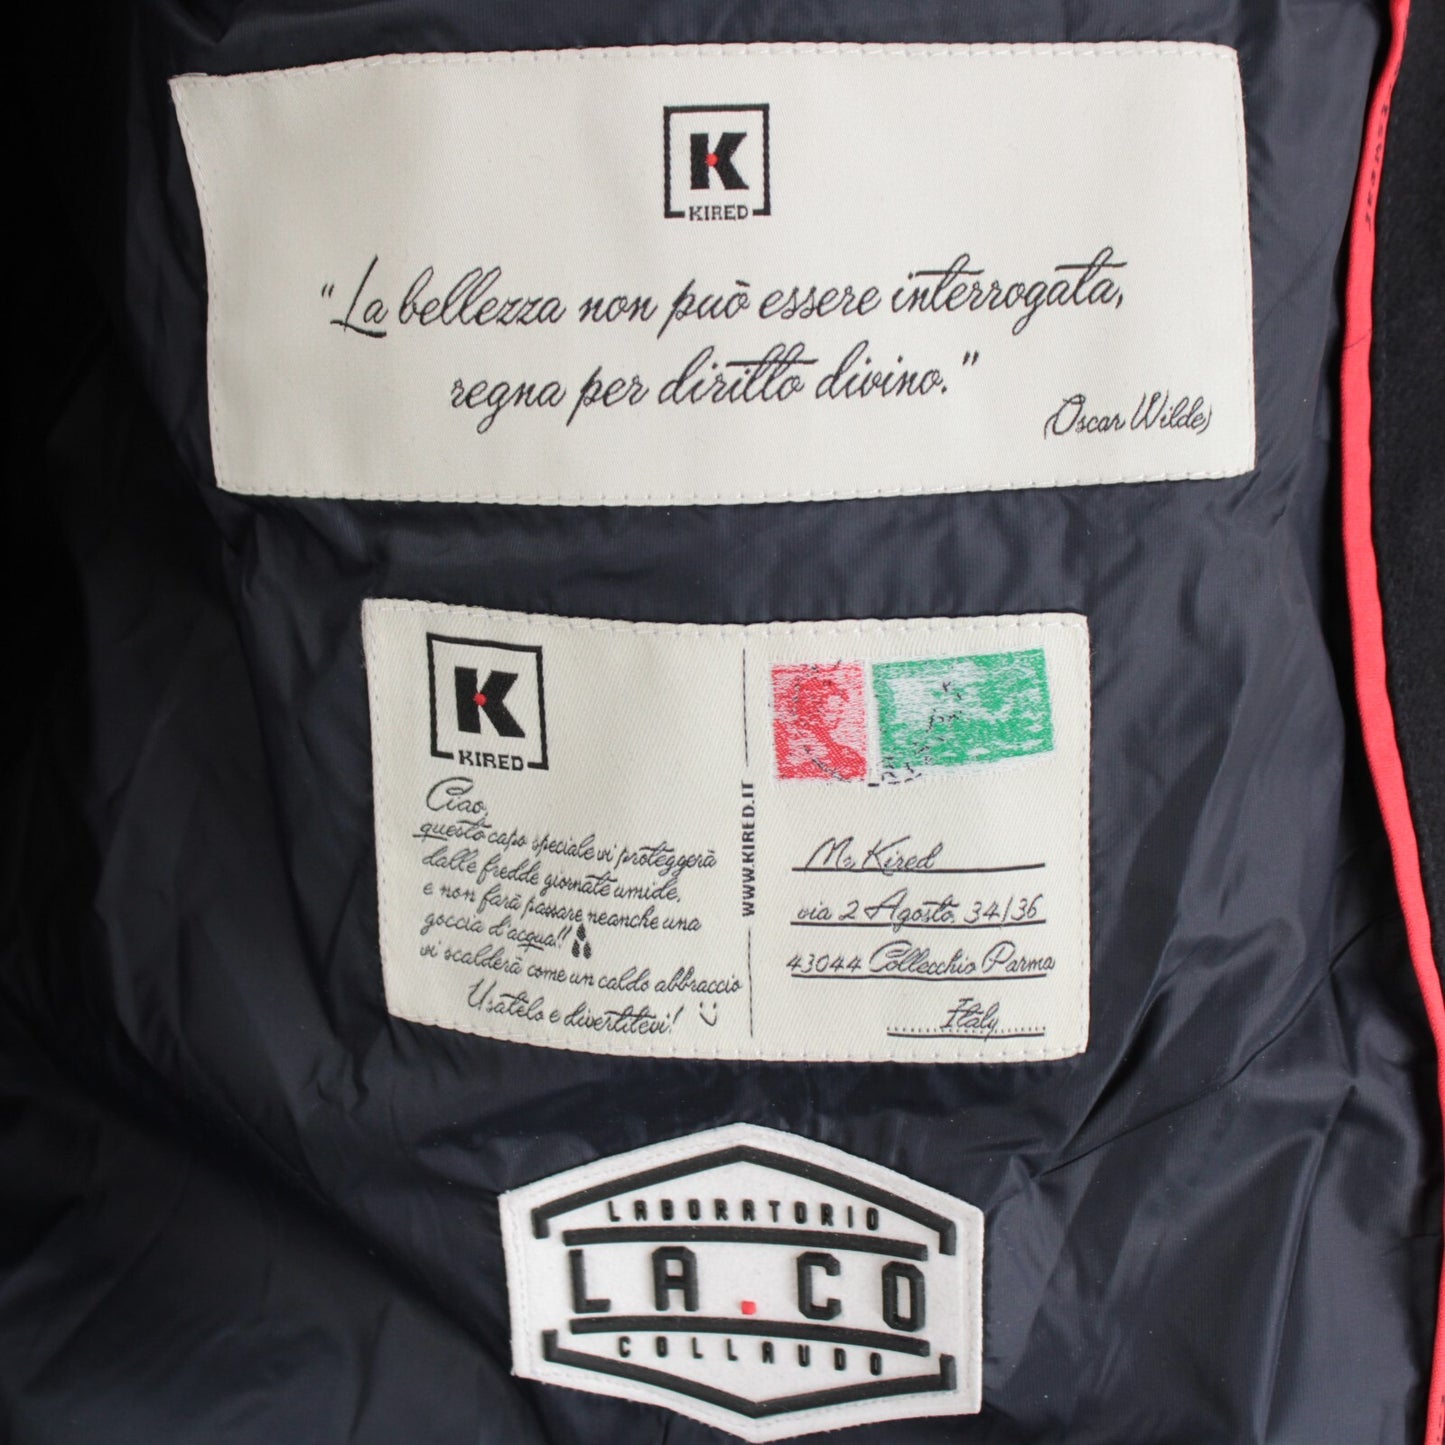 K
KIRED
"La bellezza non può essere interrogata,
regna per diritto divino."
(Oscar Wilde)
K
KIRED
Ciao,
questo capo speciale vi proteggerà
dalle fredde giornate umide,
e non farà passare neanche una
goccia d'acqua!!
vi scalderà come un caldo abbraccio
Usatelo e divertitevi! :)
WWW.KIRED.IT
Mr Kired
via 2 Agosto, 34/36
43044 Collecchio Parma
Italy
LABORATORIO
LA.CO
COLLAUDO